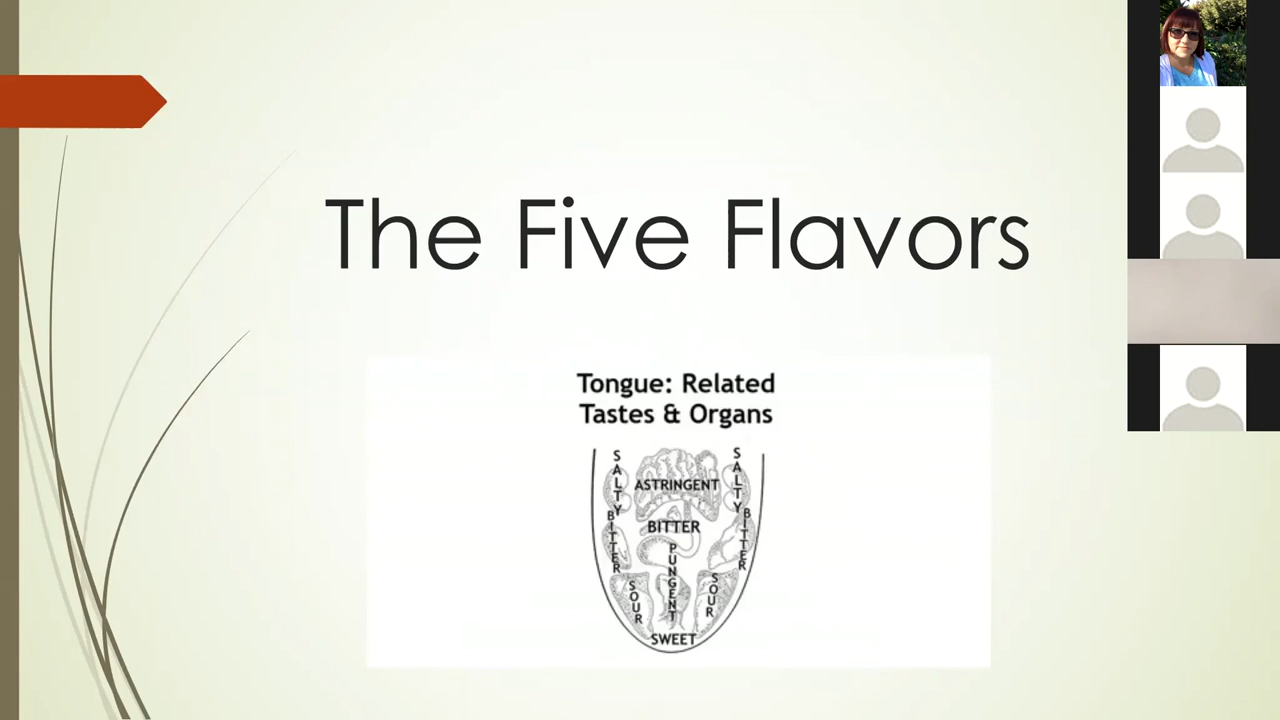 The Five Flavors
Tongue: Related
Tastes & Organs
SALTY
SALTY
ASTRINGENT
BITTER
BITTER
BITTER
PUNGENT
SOUR
SOUR
SWEET